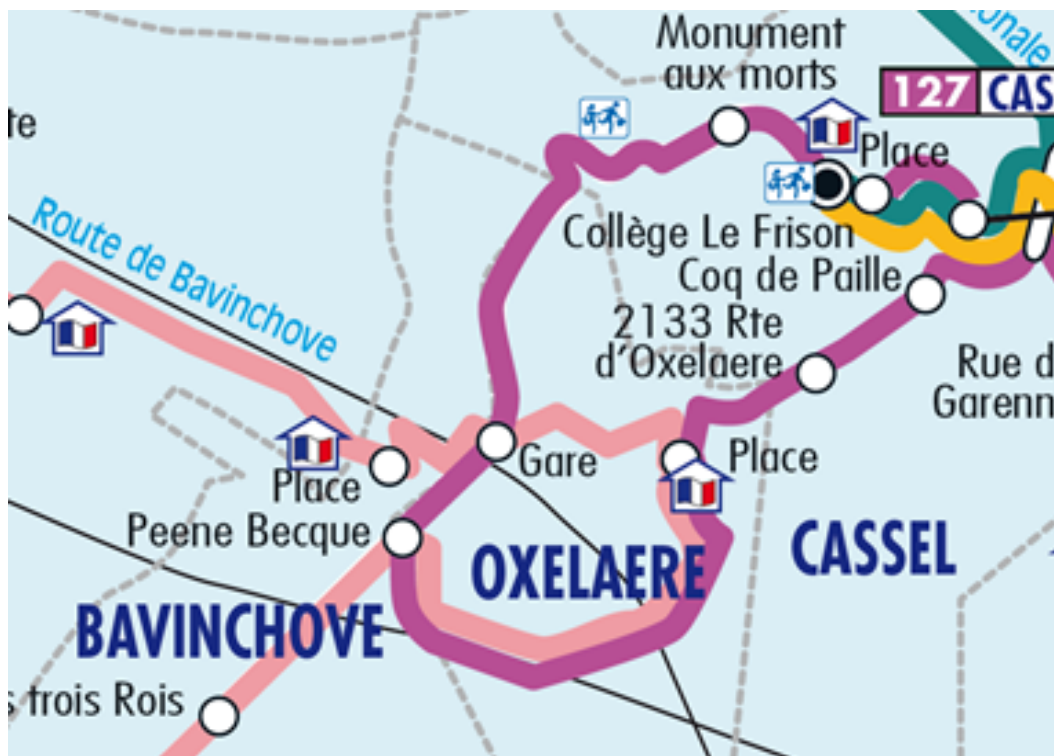 Monument
aux morts
127 CAS
Place
Route de Bavinchove
Collège Le Frison
Coq de Paille
2133 Rte
d'Oxelaere
Rue d
Garenn
Gare
Place
Place
Peene Becque
OXELAERE
CASSEL
BAVINCHOVE
trois Rois